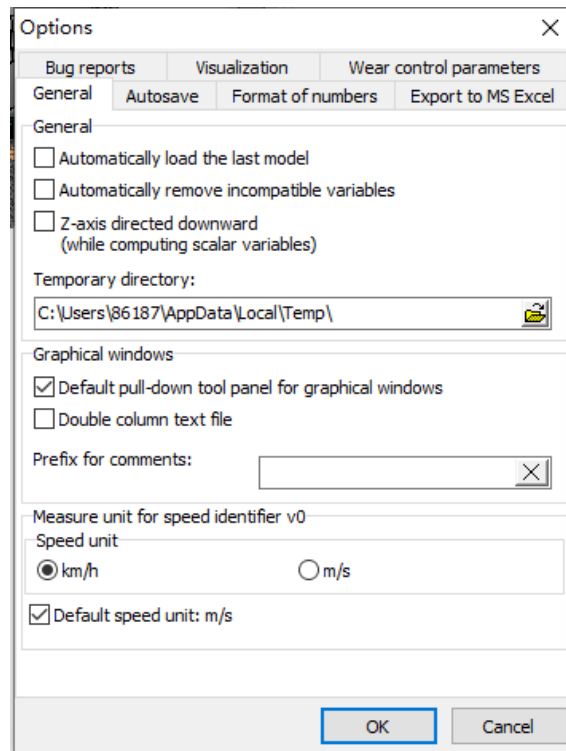 Options
Bug reports Visualization Wear control parameters
General Autosave Format of numbers Export to MS Excel
General
Automatically load the last model
Automatically remove incompatible variables
Z-axis directed downward
(while computing scalar variables)
Temporary directory:
C:\Users\86187\AppData\Local\Temp\
Graphical windows
Default pull-down tool panel for graphical windows
Double column text file
Prefix for comments:
Measure unit for speed identifier v0
Speed unit
km/h m/s
Default speed unit: m/s
OK Cancel